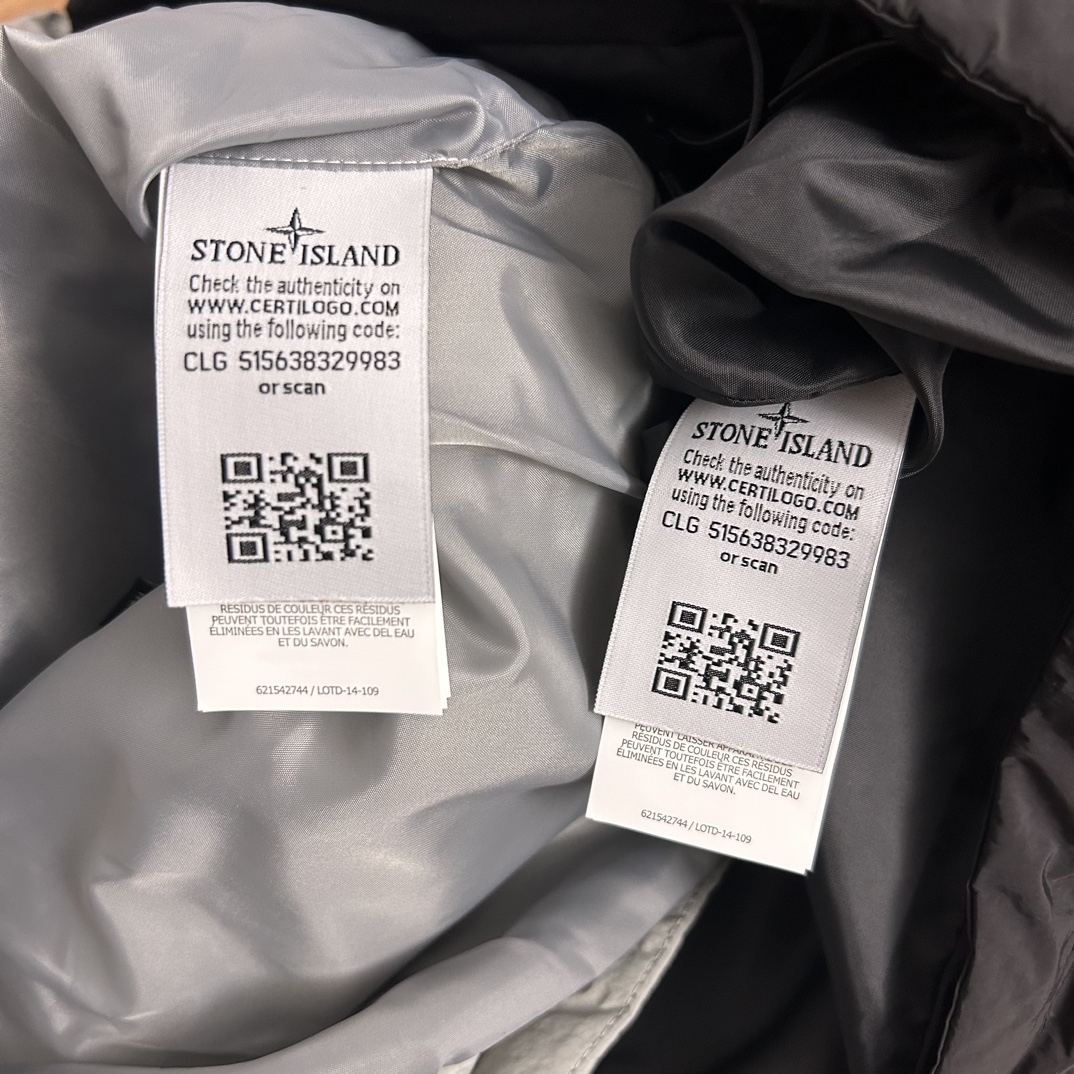 STONE ISLAND
Check the authenticity on
WWW.CERTILOGO.COM
using the following code:
CLG 515638329983
or scan
RÉSIDUS DE COULEUR CES RÉSIDUS
PEUVENT TOUTEFOIS ÊTRE FACILEMENT
ÉLIMINÉES EN LES LAVANT AVEC DEL EAU
ET DU SAVON.
621542744 / LOTD-14-109
STONE ISLAND
Check the authenticity on
WWW.CERTILOGO.COM
using the following code:
CLG 515638329983
or scan
PEUVENT LAISSER
RÉSIDUS DE COULEUR CES RÉSIDUS
PEUVENT TOUTEFOIS ÊTRE FACILEMENT
ÉLIMINÉES EN LES LAVANT AVEC DEL EAU
ET DU SAVON.
621542744 / LOTD-14-109